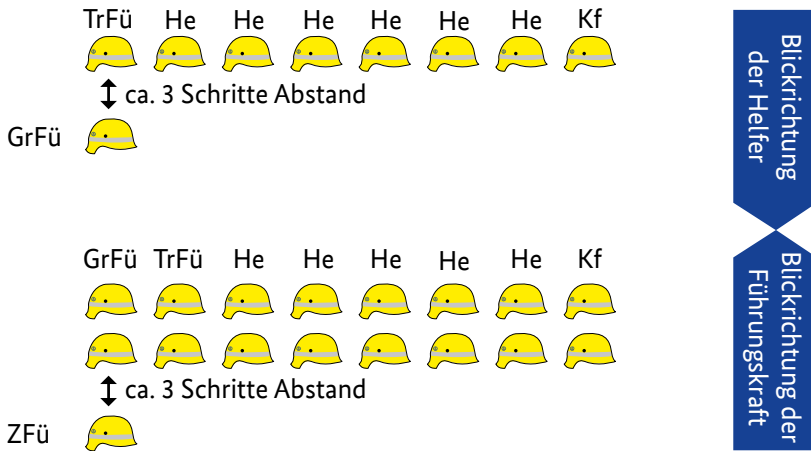 TrFü He He He He He He Kf
ca. 3 Schritte Abstand
GrFü
GrFü TrFü He He He He He Kf
ca. 3 Schritte Abstand
ZFü
Blickrichtung
der Helfer
Blickrichtung der
Führungskraft